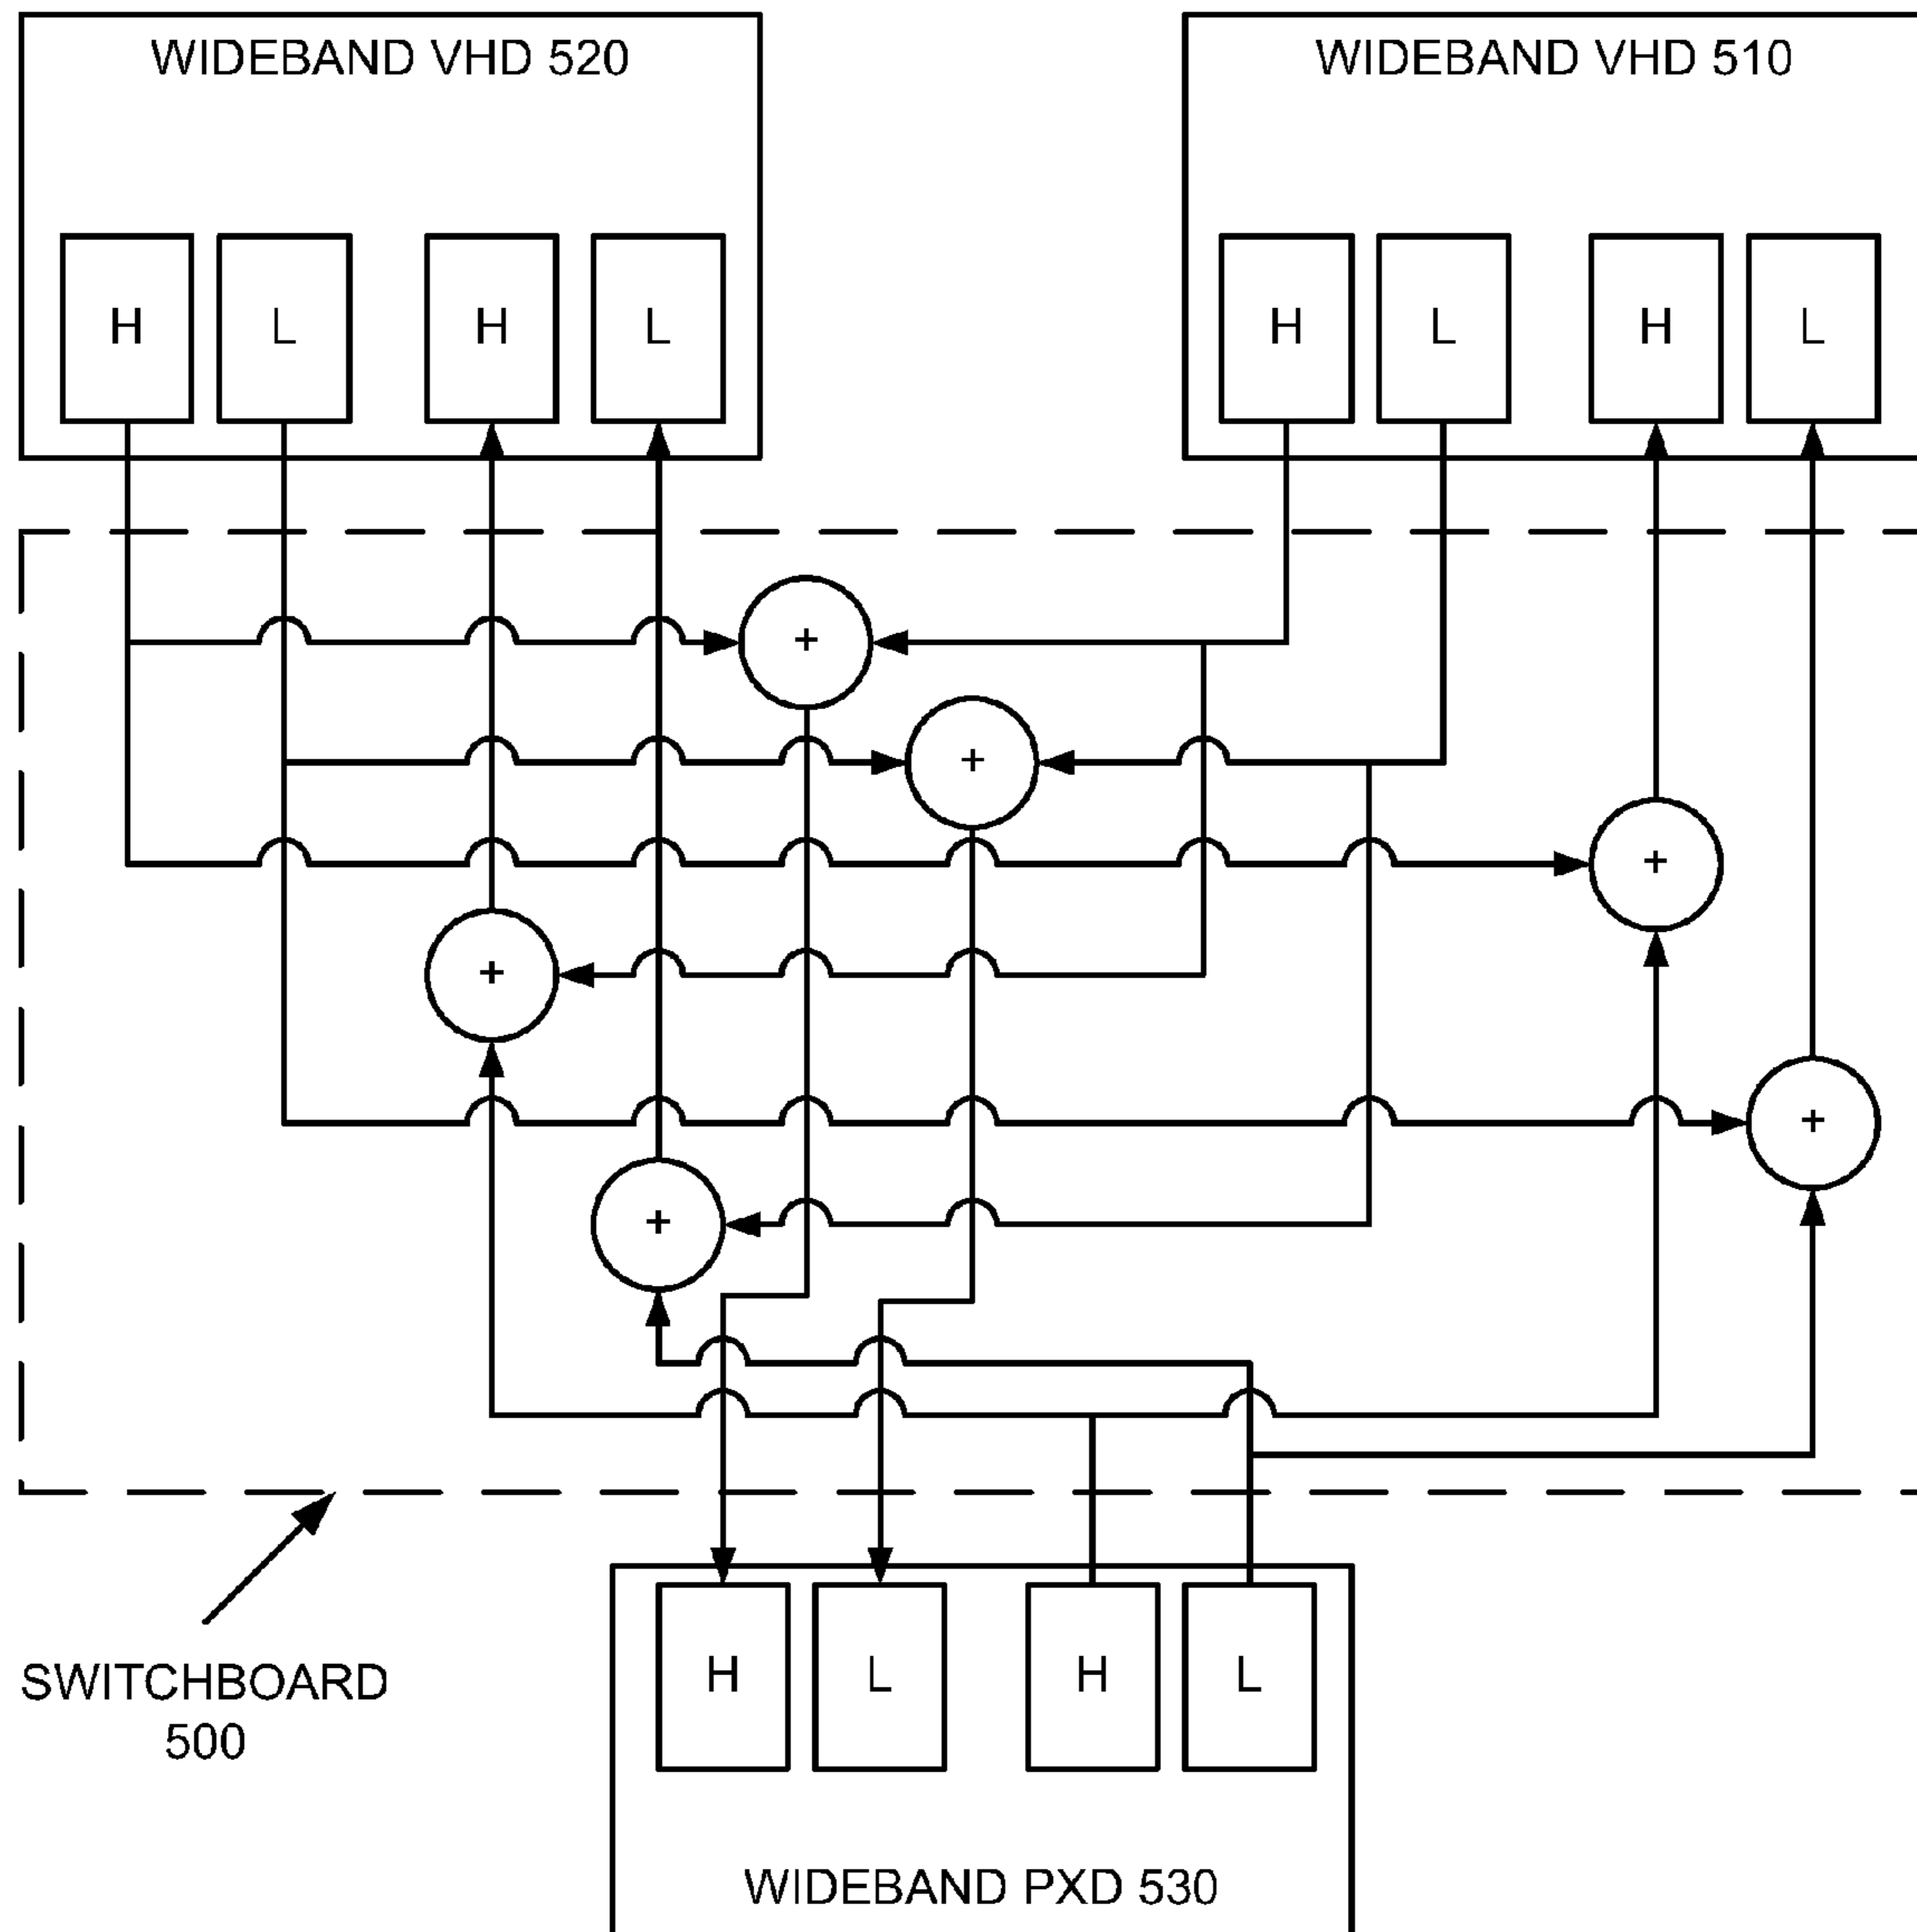 WIDEBAND VHD 520
WIDEBAND VHD 510
H L H L
H L H L
+
+
+
+
+
+
H L H L
SWITCHBOARD
500
WIDEBAND PXD 530